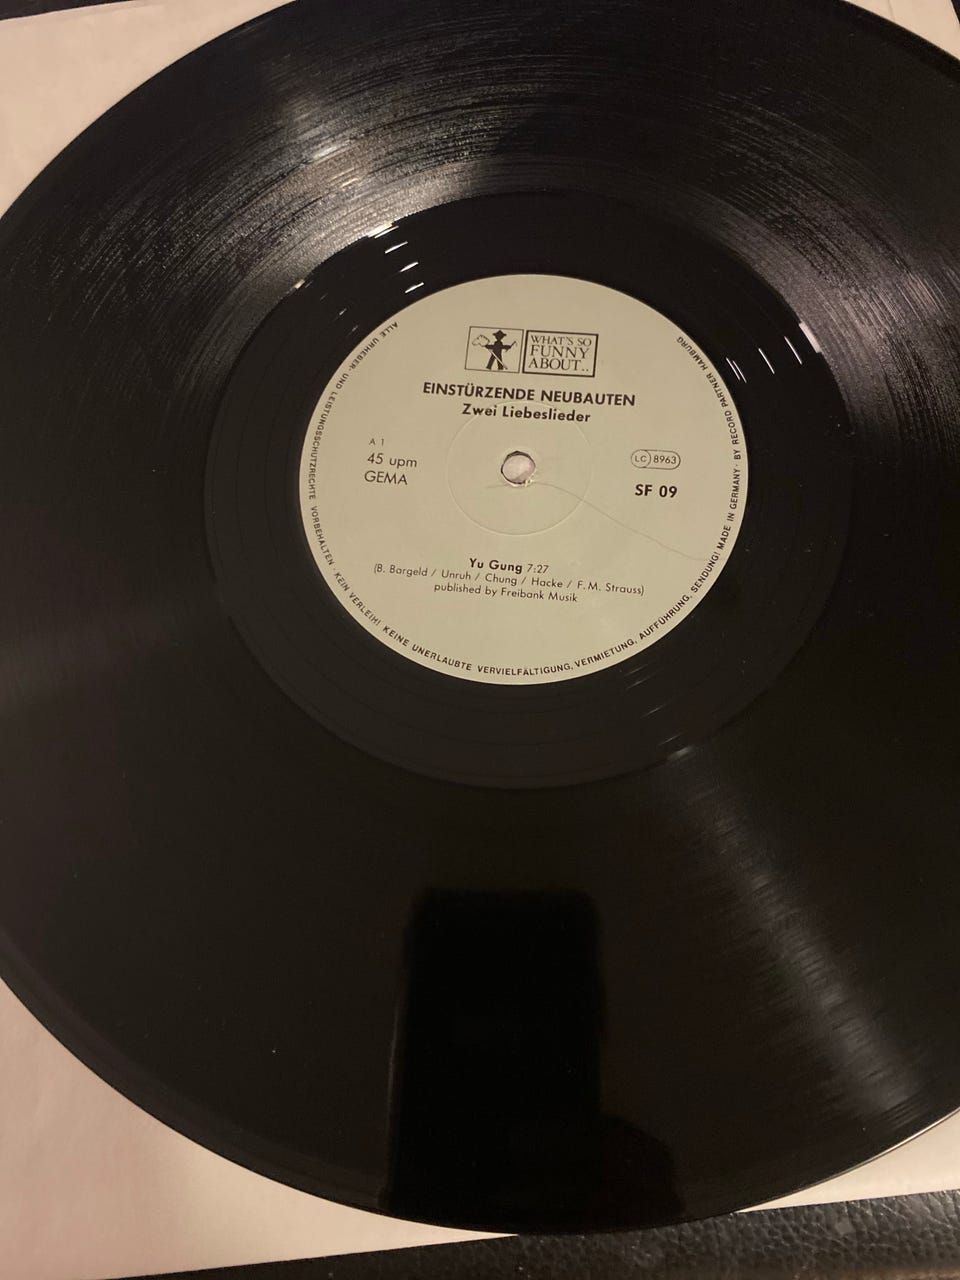 WHAT'S SO
FUNNY
ABOUT..
EINSTÜRZENDE NEUBAUTEN
Zwei Liebeslieder
A 1
45 upm
GEMA
LC 8963
SF 09
Yu Gung 7:27
(B. Bargeld / Unruh / Chung / Hacke / F.M. Strauss)
published by Freibank Musik
ALLE URHEBER- UND LEISTUNGSSCHUTZRECHTE VORBEHALTEN · KEIN VERLEIH! KEINE UNERLAUBTE VERVIELFÄLTIGUNG, VERMIETUNG, AUFFÜHRUNG, SENDUNG! MADE IN GERMANY · BY RECORD PARTNER HAMBURG